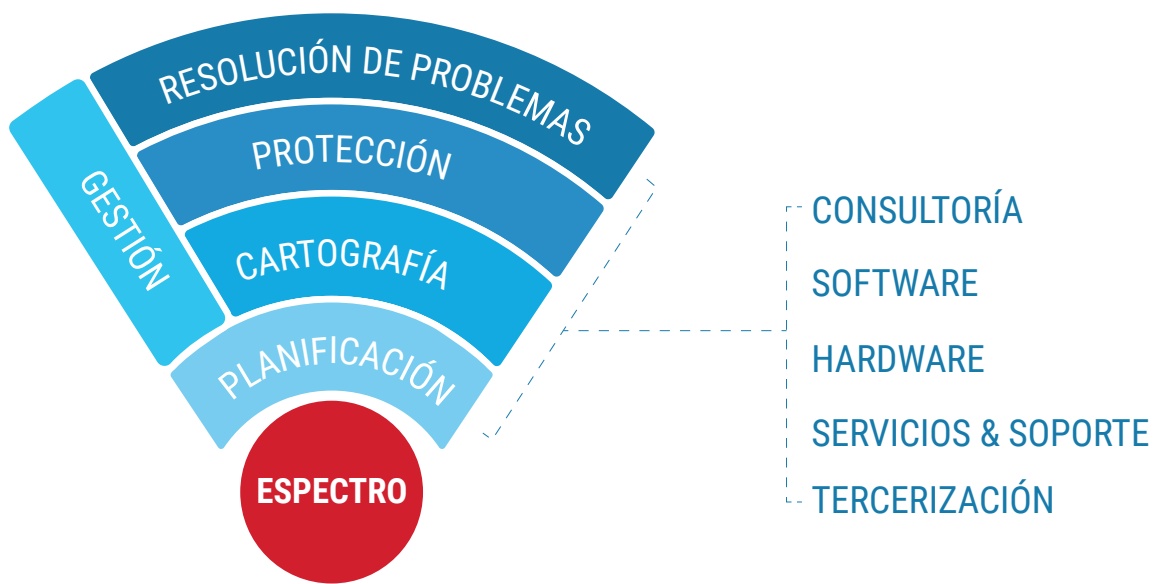 RESOLUCIÓN DE PROBLEMAS
PROTECCIÓN
GESTIÓN
CARTOGRAFÍA
PLANIFICACIÓN
ESPECTRO
CONSULTORÍA
SOFTWARE
HARDWARE
SERVICIOS & SOPORTE
TERCERIZACIÓN